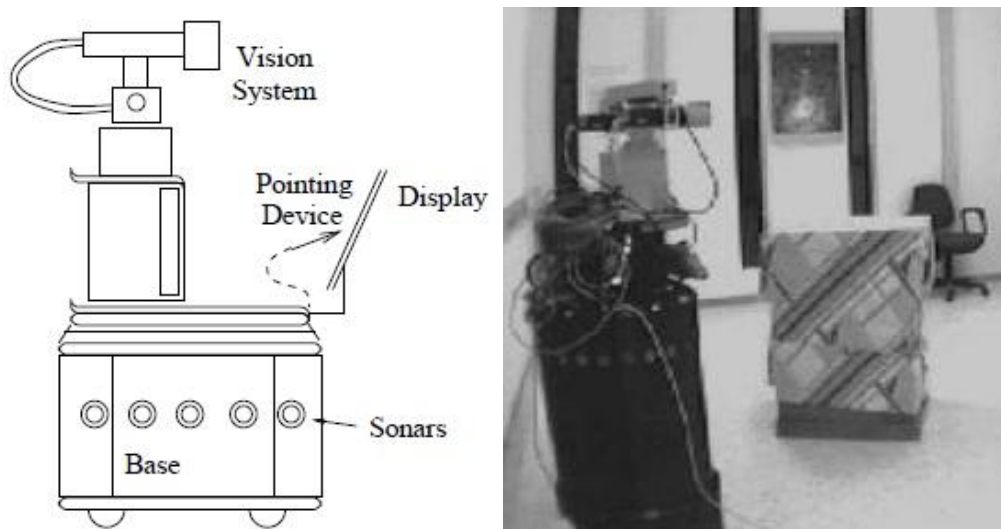 Vision
System
Pointing
Device
Display
Sonars
Base